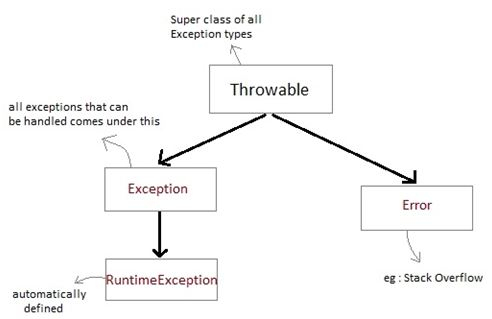 Super class of all
Exception types
Throwable
all exceptions that can
be handled comes under this
Exception
Error
RuntimeException
eg : Stack Overflow
automatically
defined